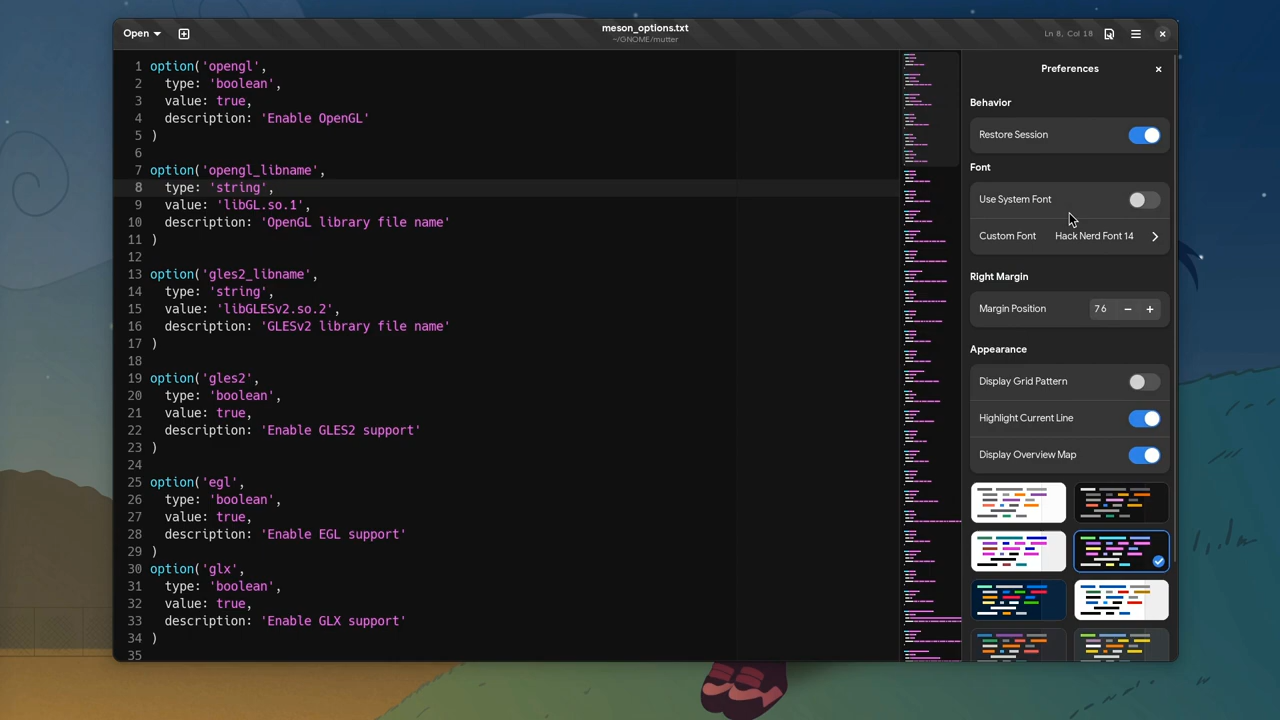 Open
meson_options.txt
~/GNOME/mutter
Ln 8, Col 18
1 option('opengl',
2 type: 'boolean',
3 value: true,
4 description: 'Enable OpenGL'
5 )
6
7 option('opengl_libname',
8 type: 'string',
9 value: 'libGL.so.1',
10 description: 'OpenGL library file name'
11 )
12
13 option('gles2_libname',
14 type: 'string',
15 value: 'libGLESv2.so.2',
16 description: 'GLES2 library file name'
17 )
18
19 option('gles2',
20 type: 'boolean',
21 value: true,
22 description: 'Enable GLES2 support'
23 )
24
25 option('egl',
26 type: 'boolean',
27 value: true,
28 description: 'Enable EGL support'
29 )
30 option('glx',
31 type: 'boolean',
32 value: true,
33 description: 'Enable GLX support'
34 )
35
Preferences
Behavior
Restore Session
Font
Use System Font
Custom Font Hack Nerd Font 14
Right Margin
Margin Position 76 − +
Appearance
Display Grid Pattern
Highlight Current Line
Display Overview Map